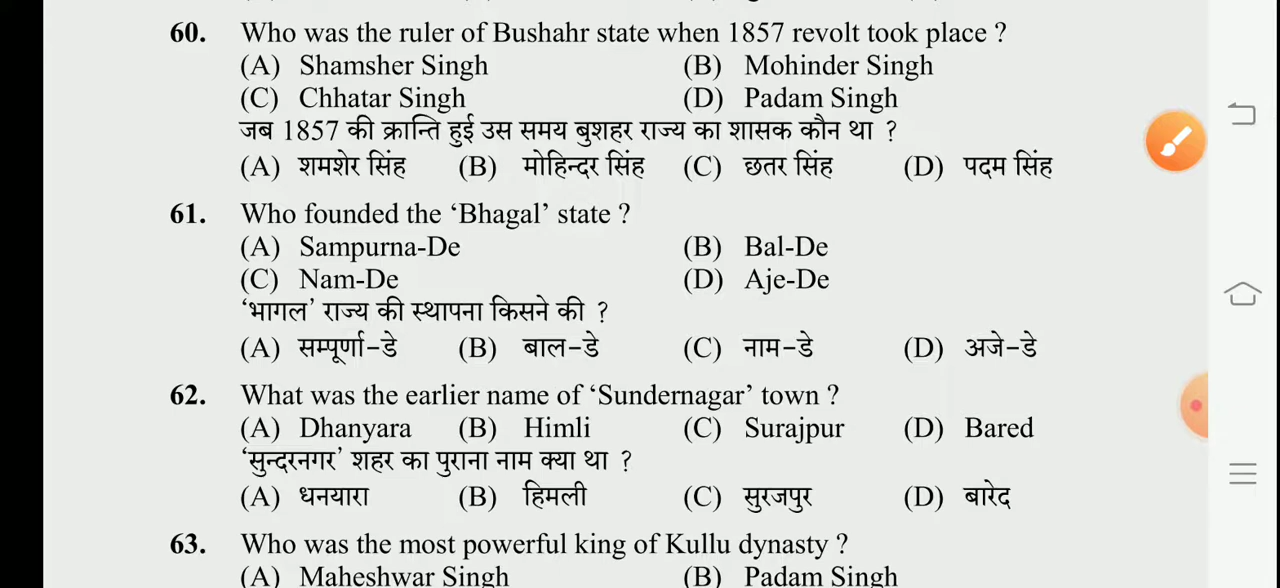 60. Who was the ruler of Bushahr state when 1857 revolt took place ?
(A) Shamsher Singh (B) Mohinder Singh
(C) Chhatar Singh (D) Padam Singh
जब 1857 की क्रान्ति हुई उस समय बुशहर राज्य का शासक कौन था ?
(A) शमशेर सिंह (B) मोहिन्दर सिंह (C) छतर सिंह (D) पदम सिंह
61. Who founded the ‘Bhagal’ state ?
(A) Sampurna-De (B) Bal-De
(C) Nam-De (D) Aje-De
‘भागल’ राज्य की स्थापना किसने की ?
(A) सम्पूर्णा-डे (B) बाल-डे (C) नाम-डे (D) अजे-डे
62. What was the earlier name of ‘Sundernagar’ town ?
(A) Dhanyara (B) Himli (C) Surajpur (D) Bared
‘सुन्दरनगर’ शहर का पुराना नाम क्या था ?
(A) धनयारा (B) हिमली (C) सुरजपुर (D) बारेद
63. Who was the most powerful king of Kullu dynasty ?
(A) Maheshwar Singh (B) Padam Singh